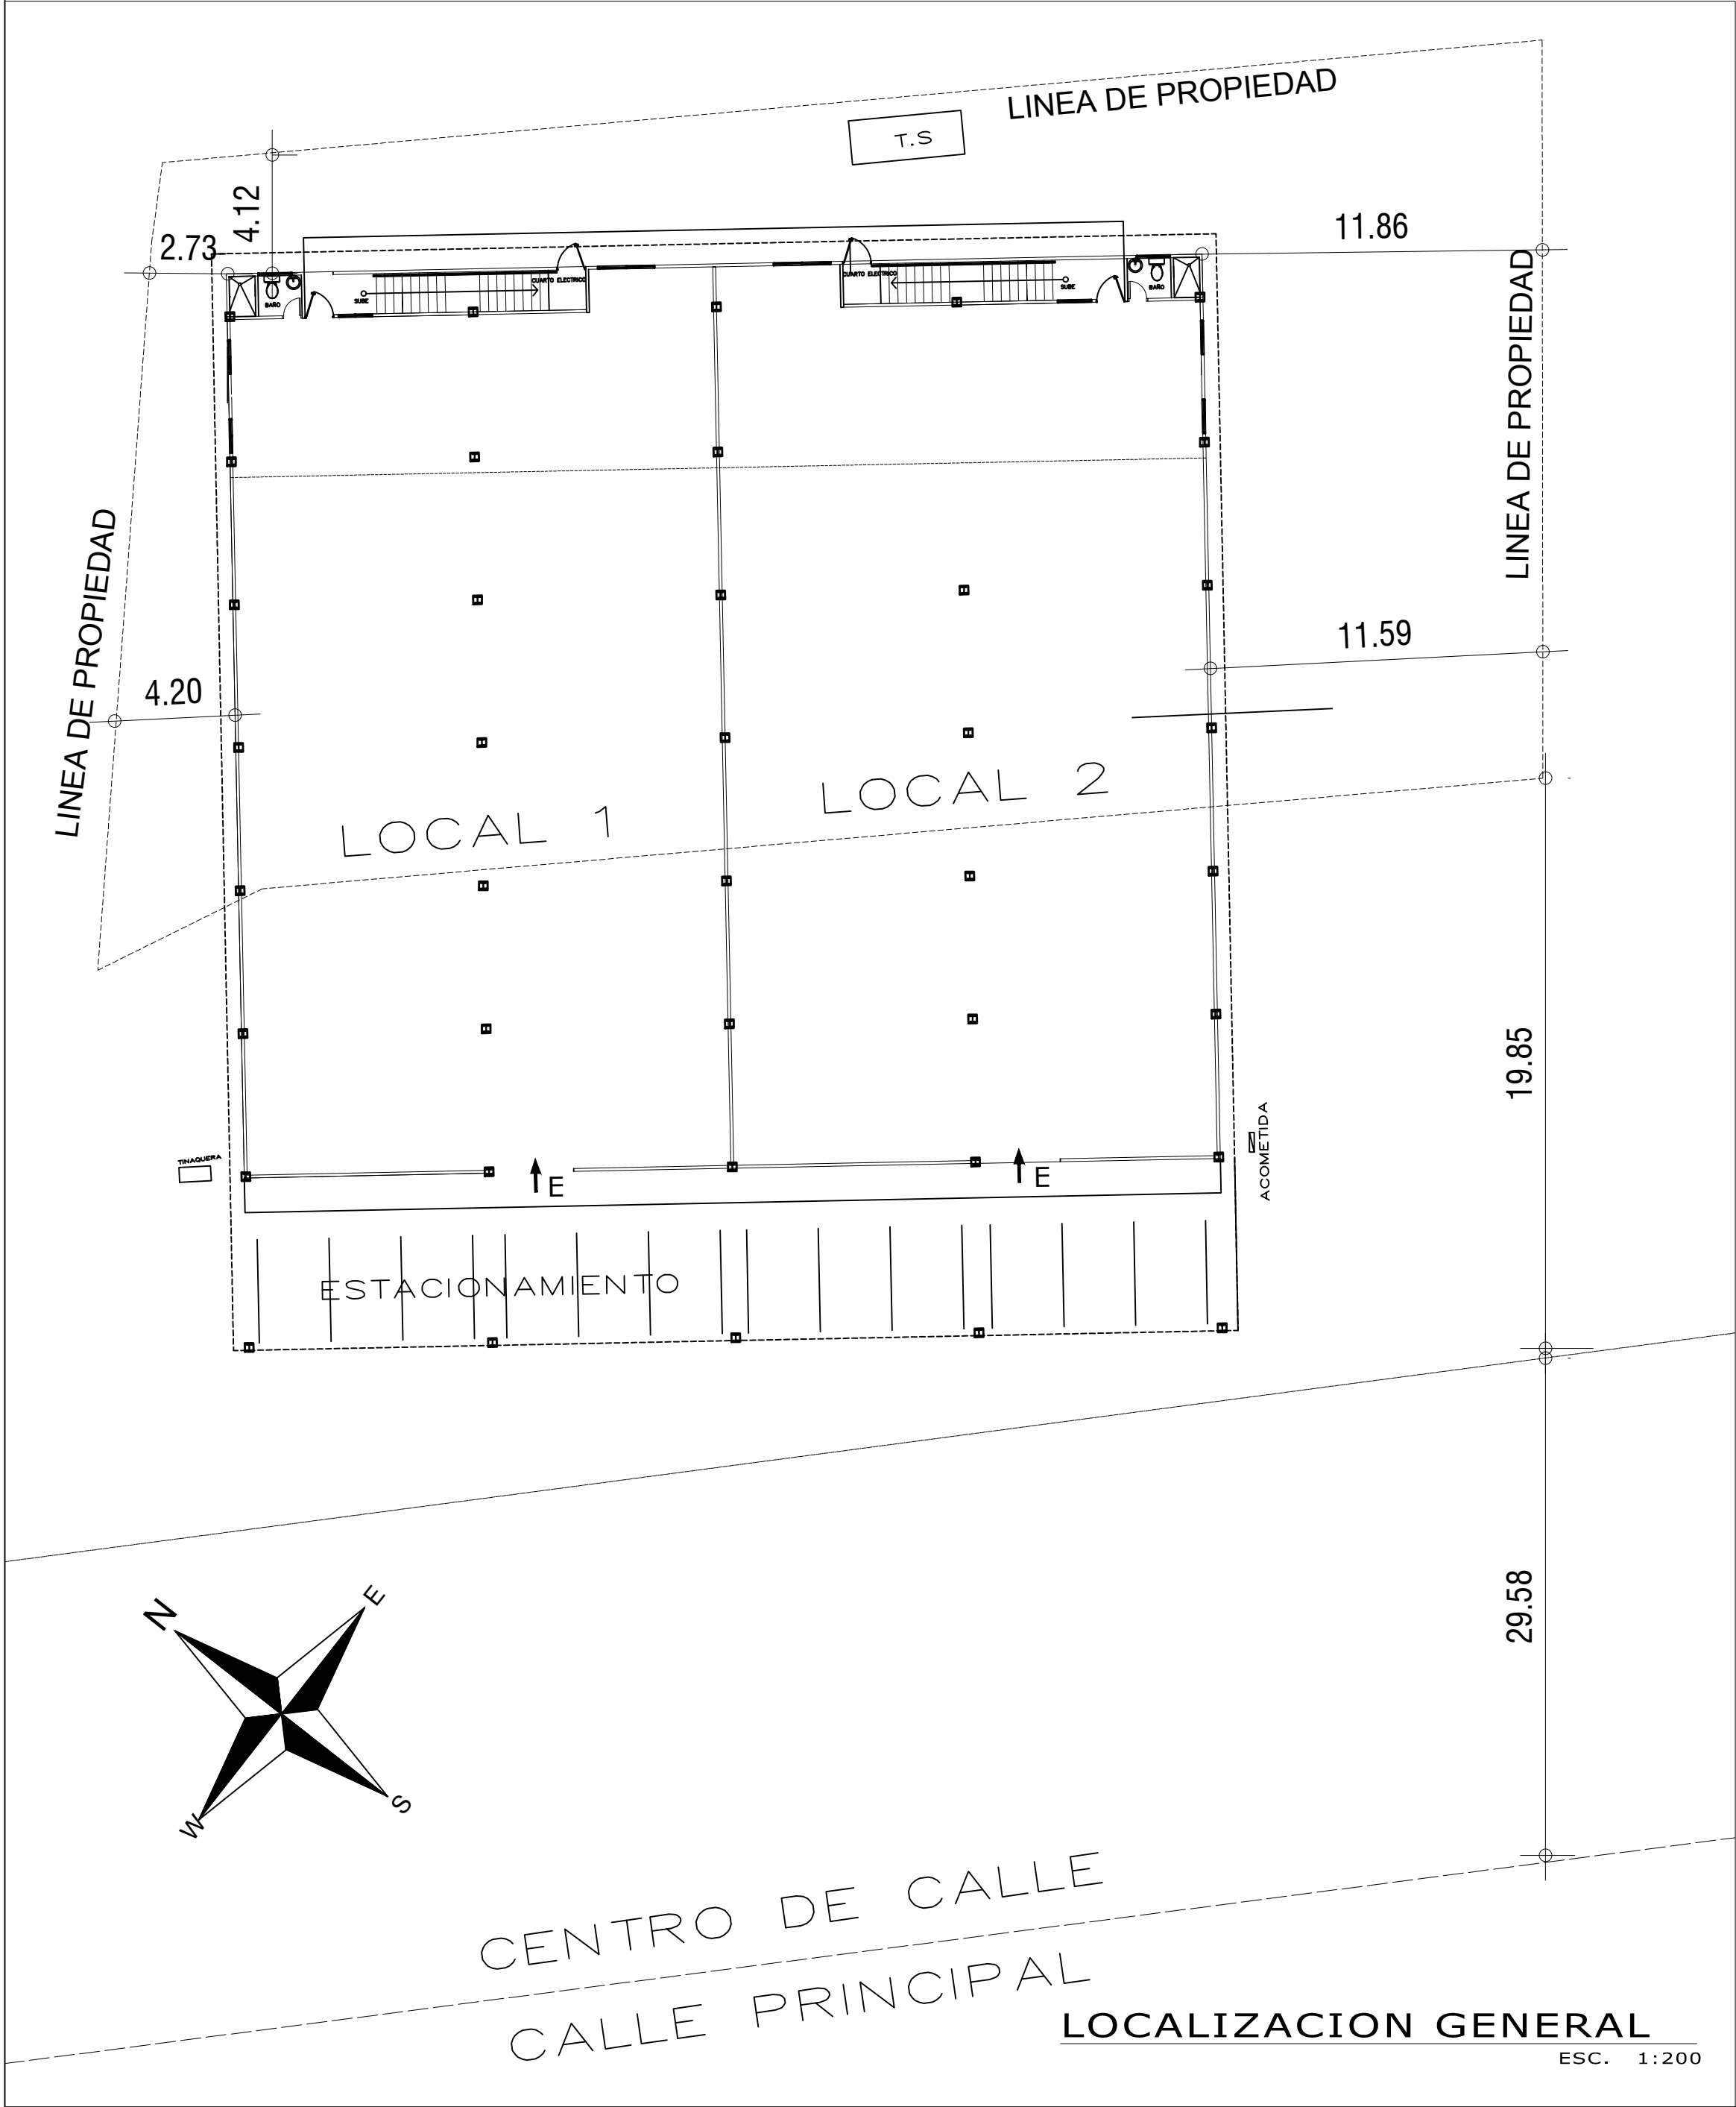 LINEA DE PROPIEDAD
T.S
4.12
2.73
11.86
CUARTO ELECTRICO
CUARTO ELECTRICO
BAÑO
SUBE
SUBE
BAÑO
LINEA DE PROPIEDAD
LINEA DE PROPIEDAD
11.59
4.20
LOCAL 2
LOCAL 1
19.85
ACOMETIDA
TINAQUERA
E
E
ESTACIONAMIENTO
29.58
N
E
W
S
CENTRO DE CALLE
CALLE PRINCIPAL
LOCALIZACION GENERAL
ESC. 1:200